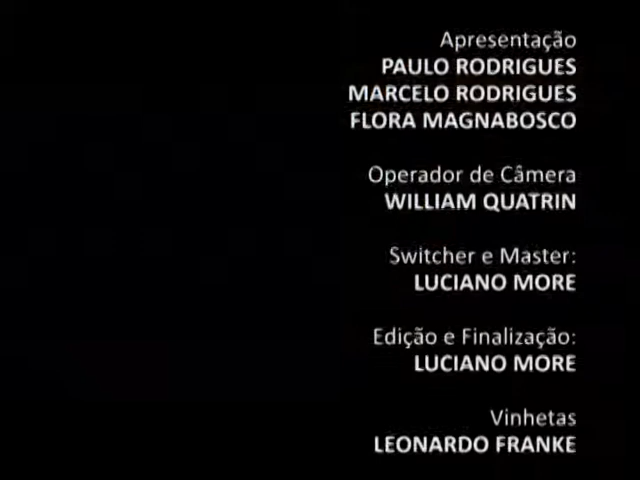 Apresentação
PAULO RODRIGUES
MARCELO RODRIGUES
FLORA MAGNABOSCO
Operador de Câmera
WILLIAM QUATRIN
Switcher e Master:
LUCIANO MORE
Edição e Finalização:
LUCIANO MORE
Vinhetas
LEONARDO FRANKE